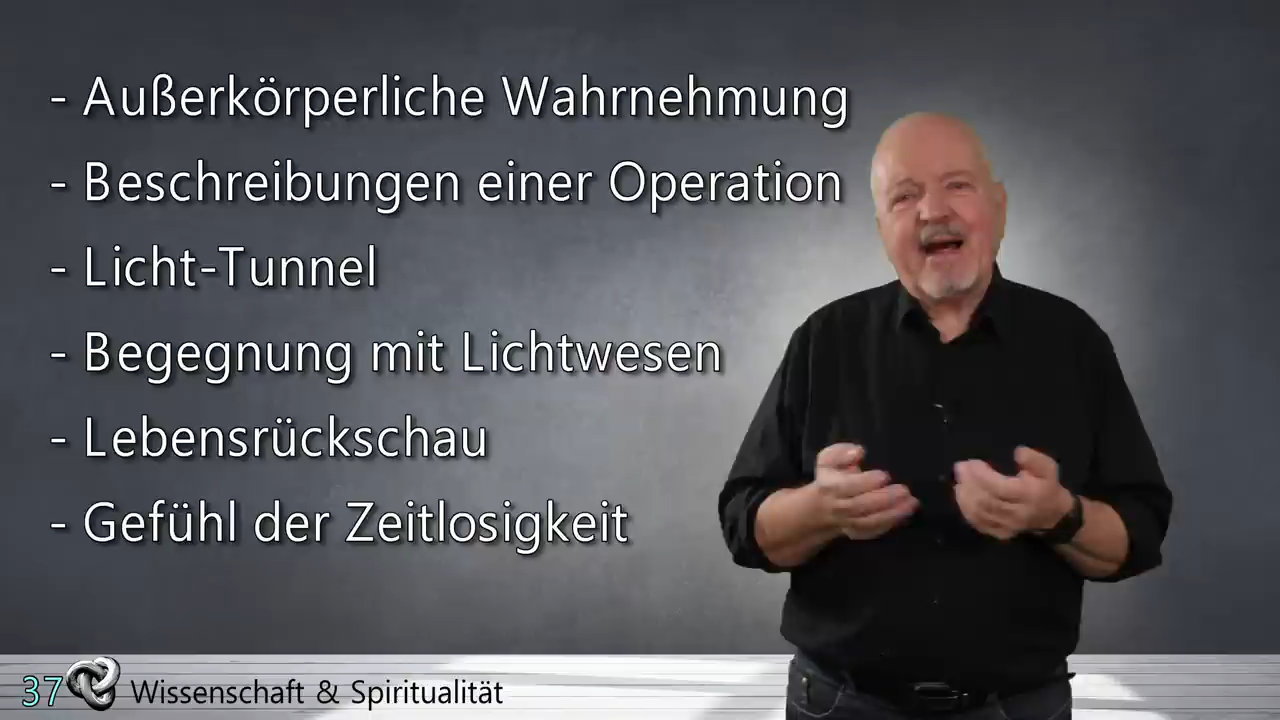 - Außerkörperliche Wahrnehmung
- Beschreibungen einer Operation
- Licht-Tunnel
- Begegnung mit Lichtwesen
- Lebensrückschau
- Gefühl der Zeitlosigkeit
37 Wissenschaft & Spiritualität